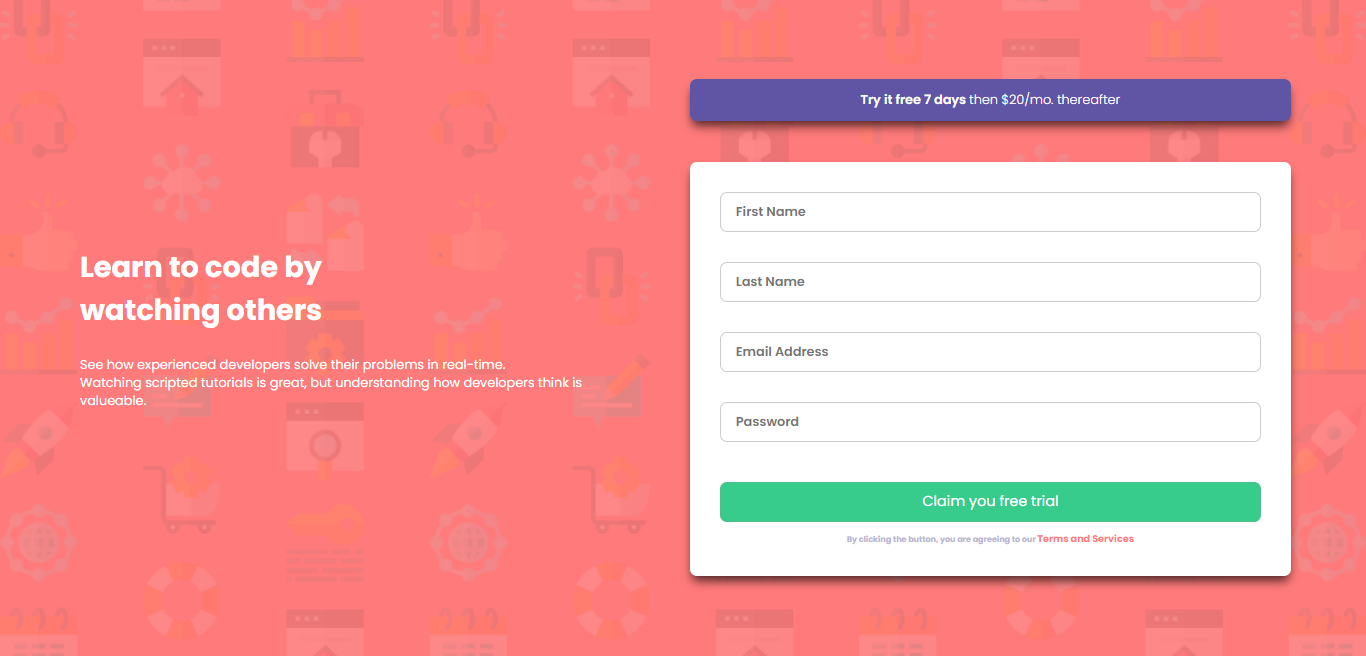 Learn to code by
watching others
See how experienced developers solve their problems in real-time.
Watching scripted tutorials is great, but understanding how developers think is
valueable.
Try it free 7 days then $20/mo. thereafter
First Name
Last Name
Email Address
Password
Claim you free trial
By clicking the button, you are agreeing to our Terms and Services